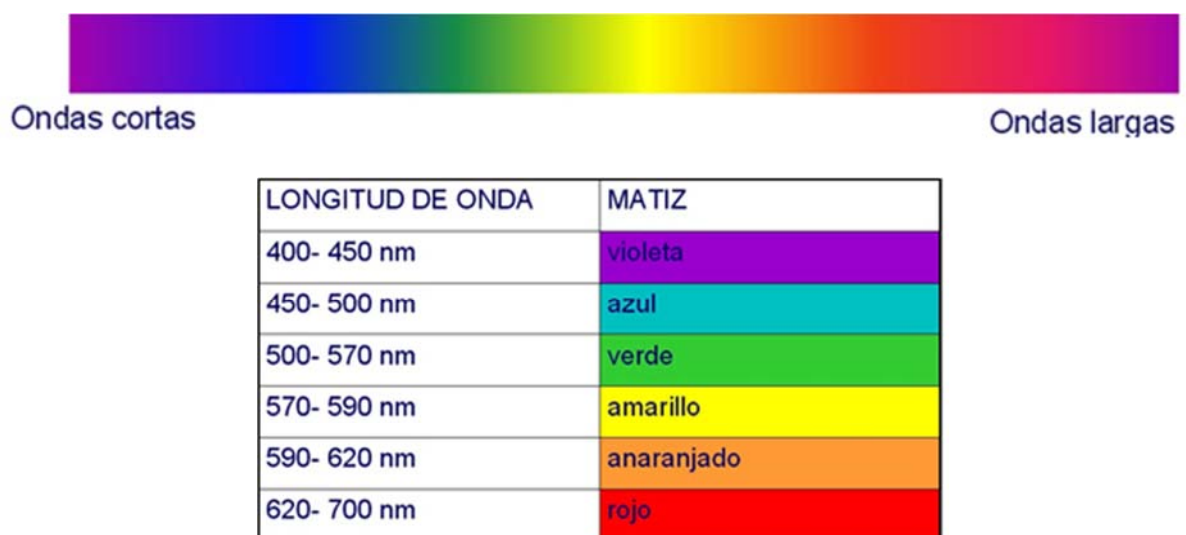 Ondas cortas
Ondas largas
LONGITUD DE ONDA MATIZ
400- 450 nm violeta
450- 500 nm azul
500- 570 nm verde
570- 590 nm amarillo
590- 620 nm anaranjado
620- 700 nm rojo